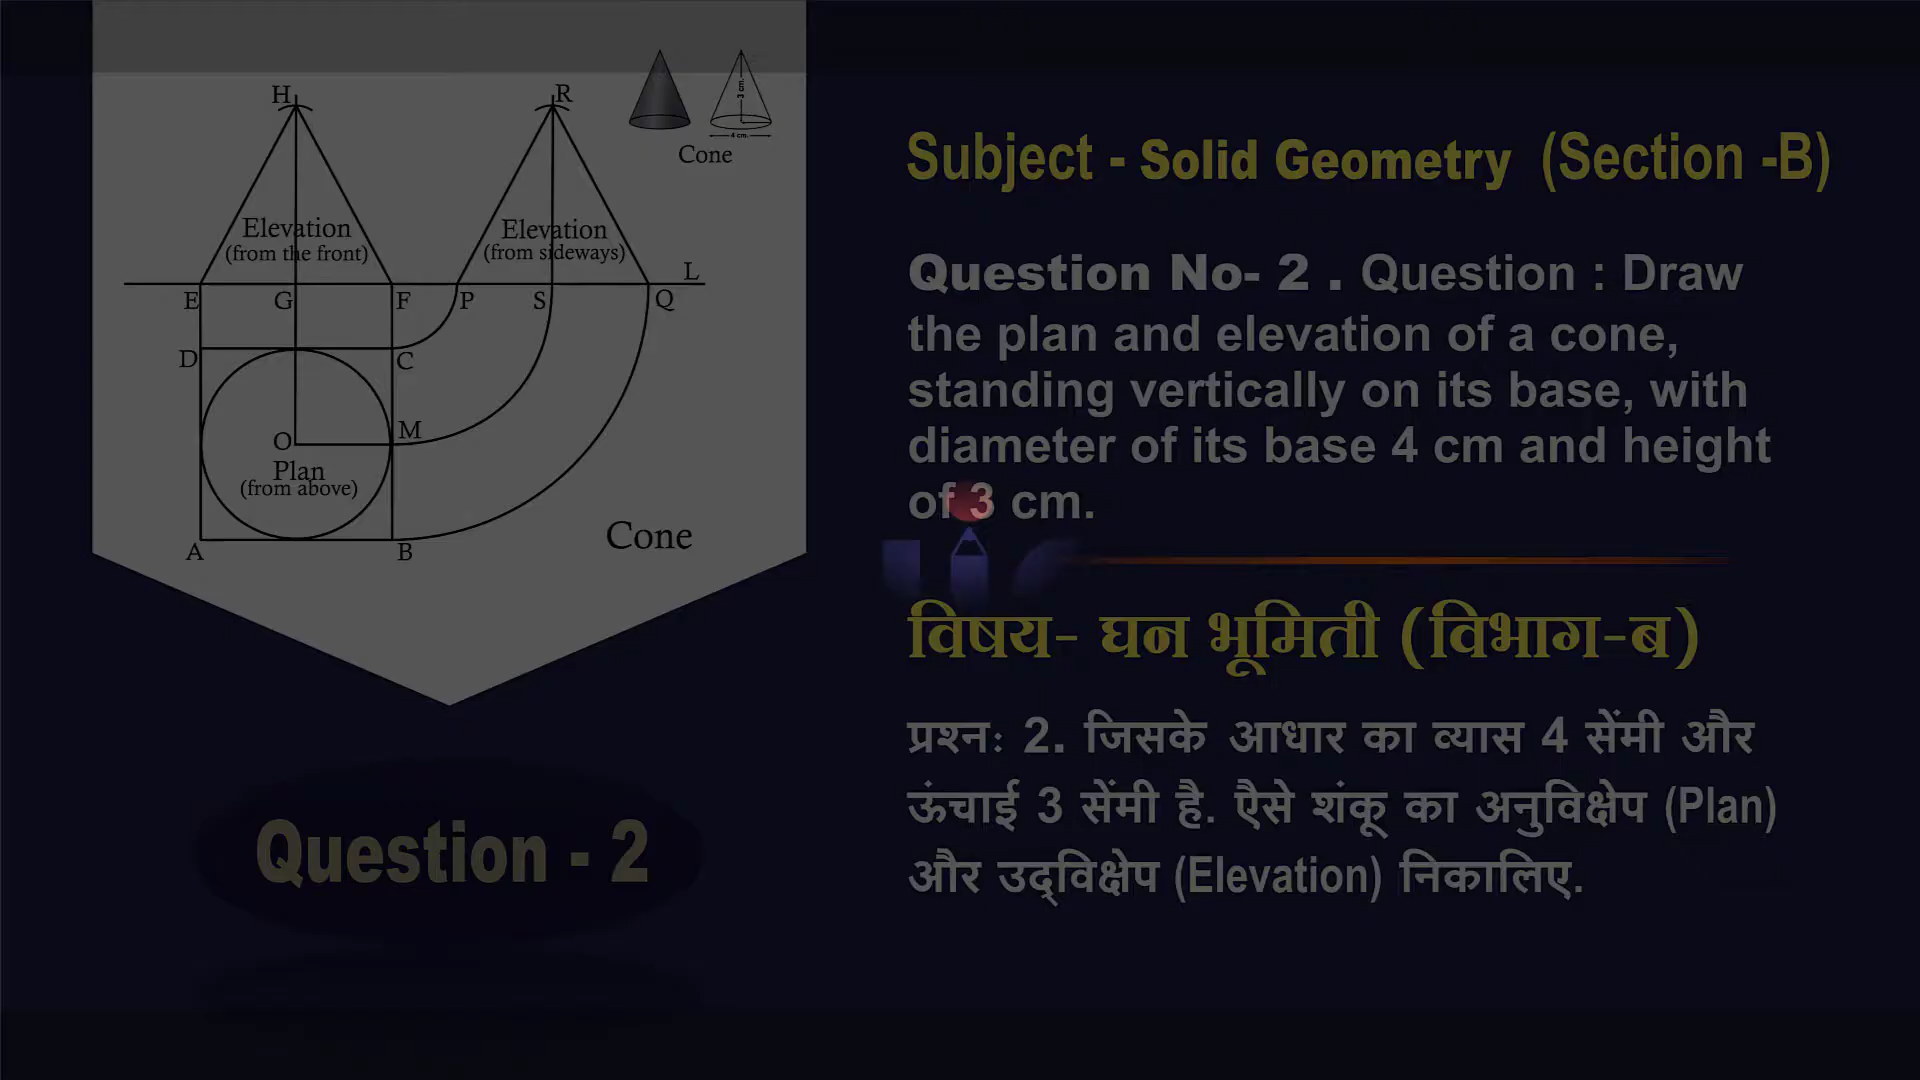 H
R
Cone
4 cm.
Elevation
(from the front)
Elevation
(from sideways)
L
E
G
F
P
S
Q
D
C
O
M
Plan
(from above)
A
B
Cone
Question - 2
Subject - Solid Geometry (Section -B)
Question No- 2 . Question : Draw
the plan and elevation of a cone,
standing vertically on its base, with
diameter of its base 4 cm and height
of 3 cm.
विषय- घन भूमिती (विभाग-ब)
प्रश्नः 2. जिसके आधार का व्यास 4 सेंमी और
ऊंचाई 3 सेंमी है. ऐसे शंकू का अनुविक्षेप (Plan)
और उद्‌विक्षेप (Elevation) निकालिए.